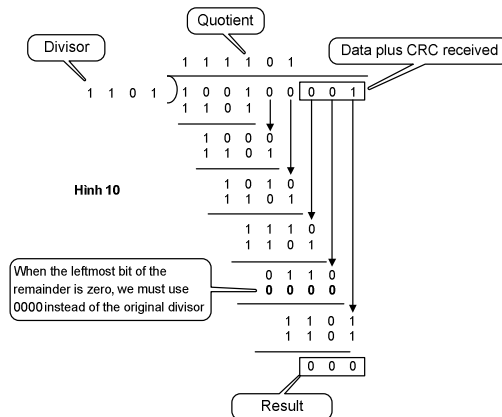 Quotient
Divisor
1 1 1 1 0 1
Data plus CRC received
1 1 0 1
1 0 0 1 0 0 0 0 1
1 1 0 1
1 0 0 0
1 1 0 1
Hình 10
1 0 1 0
1 1 0 1
1 1 1 0
1 1 0 1
When the leftmost bit of the
remainder is zero, we must use
0000 instead of the original divisor
0 1 1 0
0 0 0 0
1 1 0 1
1 1 0 1
0 0 0
Result